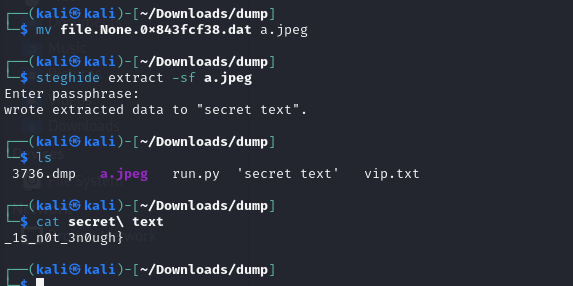 ┌──(kali㉿kali)-[~/Downloads/dump]
└─$ mv file.None.0×843fcf38.dat a.jpeg
┌──(kali㉿kali)-[~/Downloads/dump]
└─$ steghide extract -sf a.jpeg
Enter passphrase:
wrote extracted data to "secret text".
┌──(kali㉿kali)-[~/Downloads/dump]
└─$ ls
3736.dmp a.jpeg run.py 'secret text' vip.txt
┌──(kali㉿kali)-[~/Downloads/dump]
└─$ cat secret\ text
_1s_n0t_3n0ugh}
┌──(kali㉿kali)-[~/Downloads/dump]
└─$